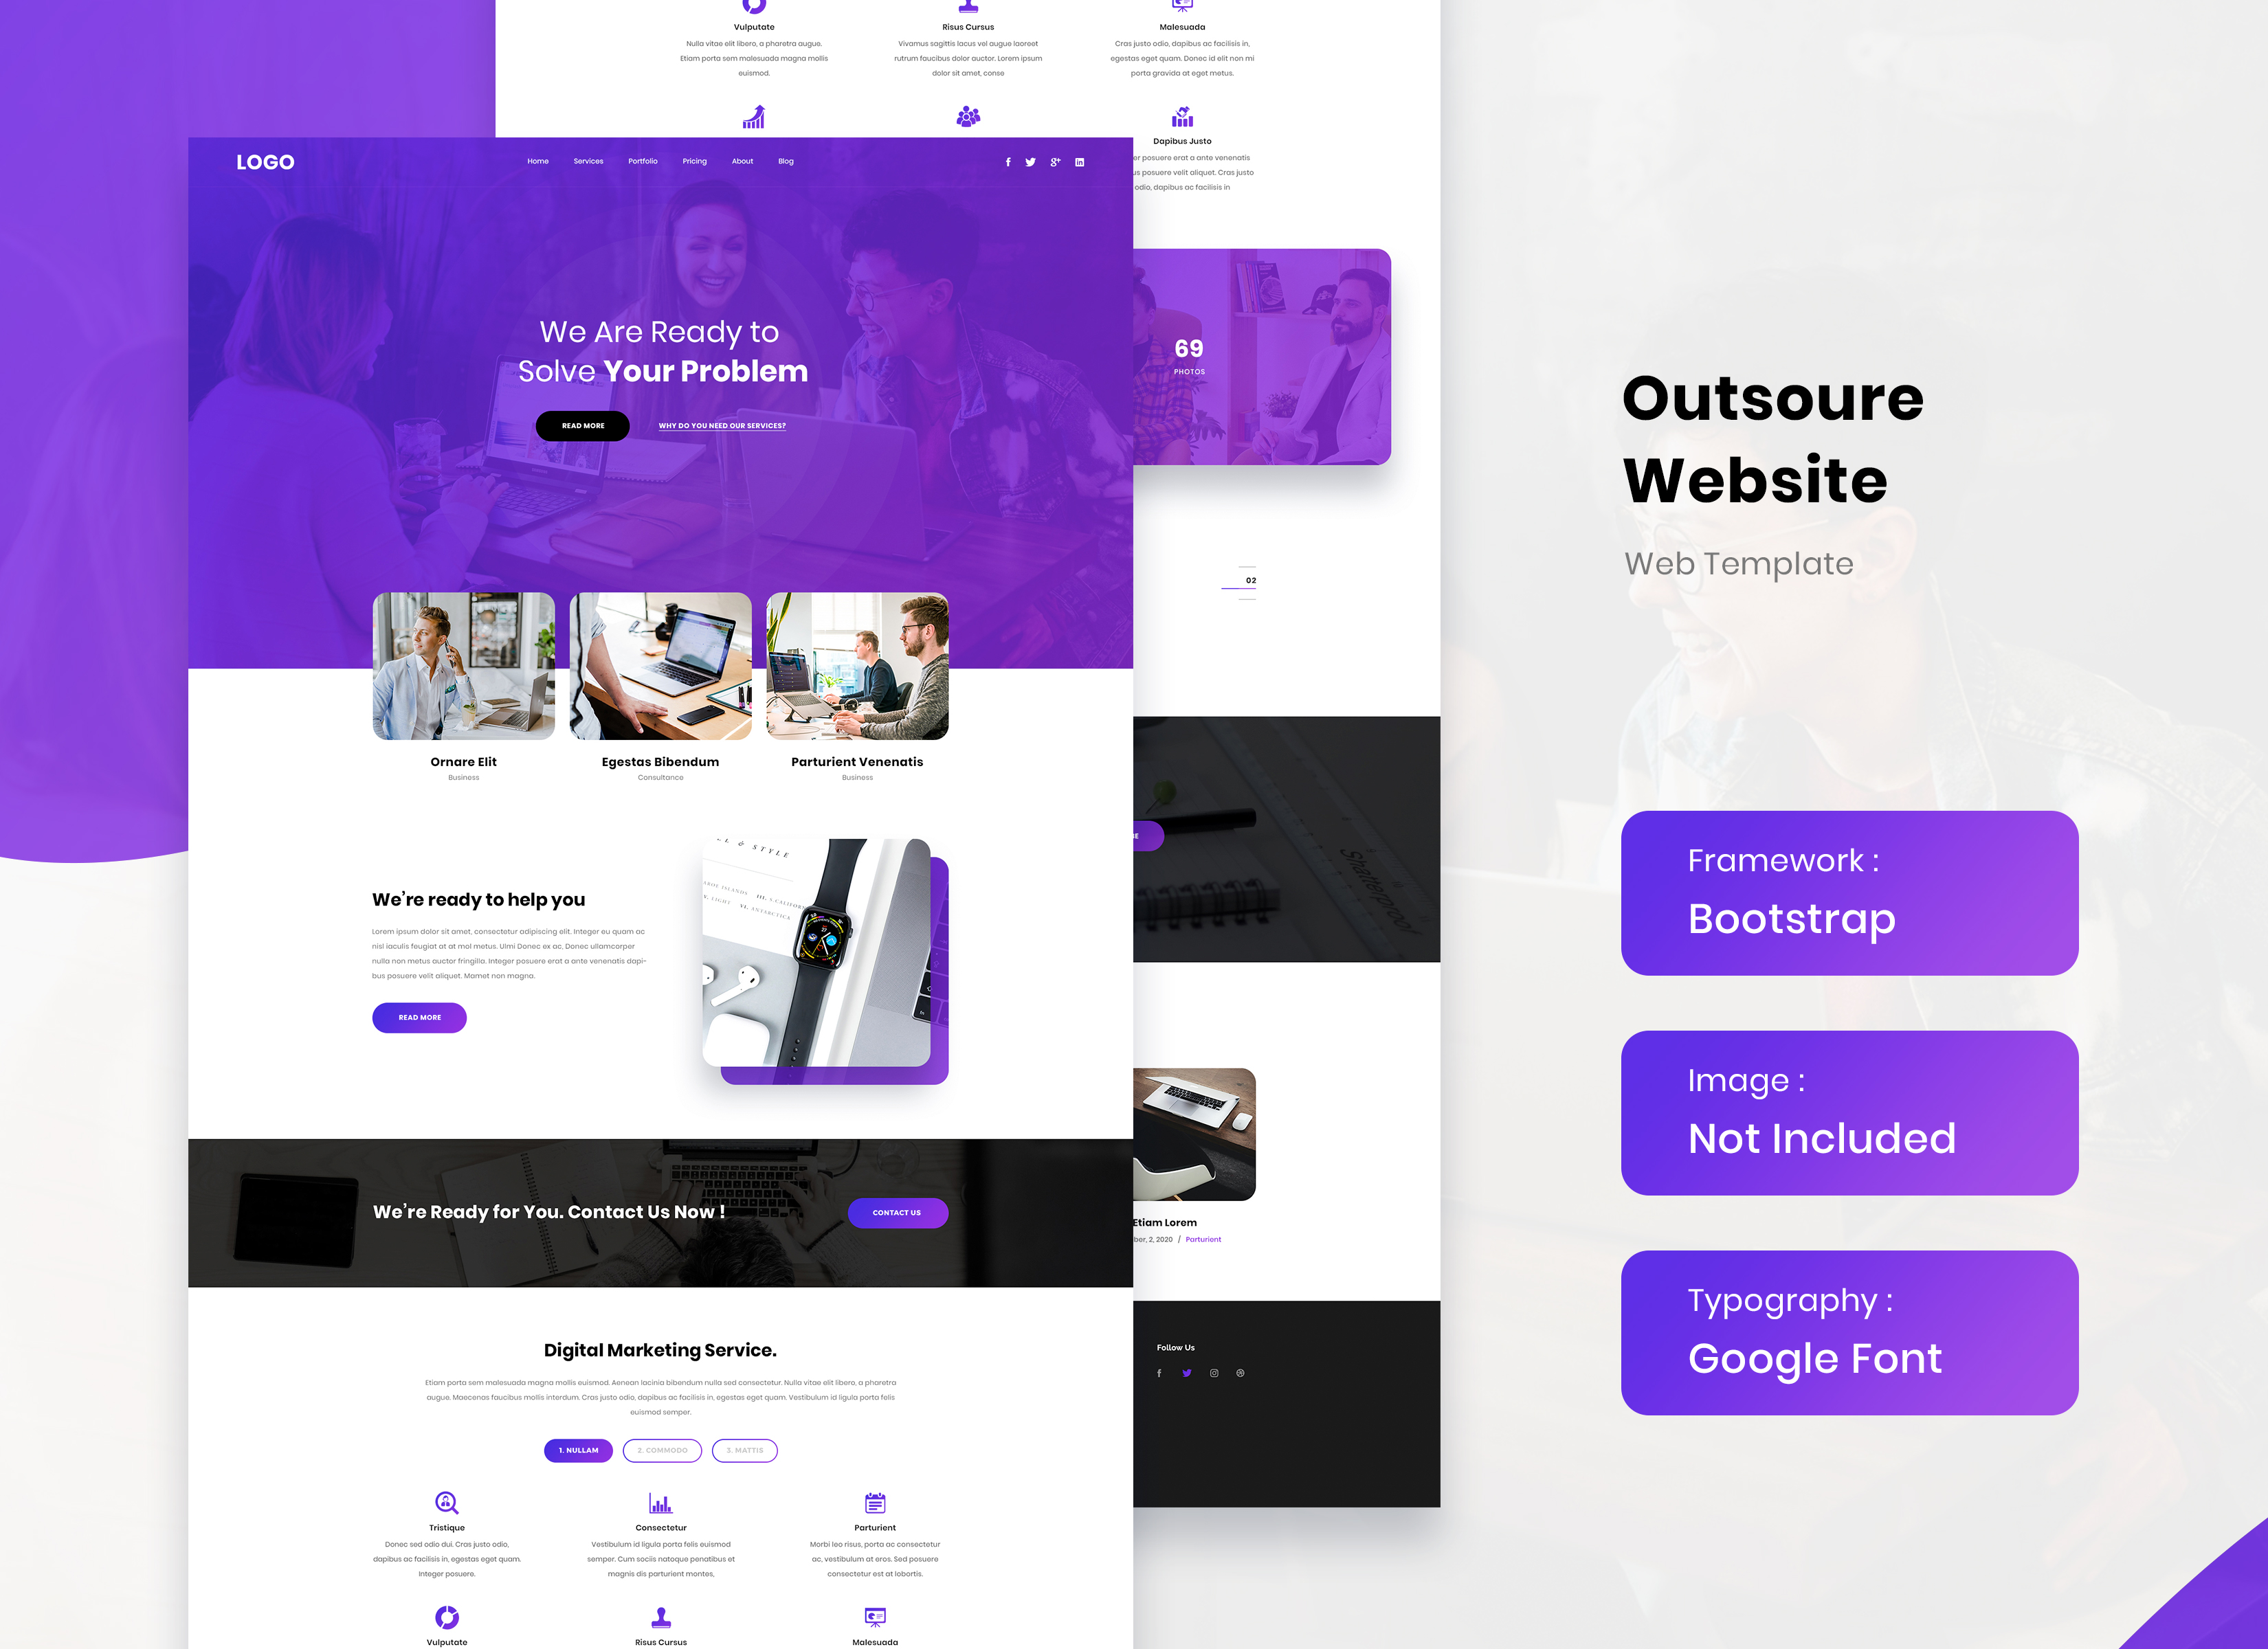 Vulputate
Nulla vitae elit libero, a pharetra augue.
Etiam porta sem malesuada magna mollis
euismod.
Risus Cursus
Vivamus sagittis lacus vel augue laoreet
rutrum faucibus dolor auctor. Lorem ipsum
dolor sit amet, conse
Malesuada
Cras justo odio, dapibus ac facilisis in,
egestas eget quam. Donec id elit non mi
porta gravida at eget metus.
Dapibus Justo
er posuere erat a ante venenatis
us posuere velit aliquet. Cras justo
odio, dapibus ac facilisis in
LOGO
Home Services Portfolio Pricing About Blog
We Are Ready to
Solve Your Problem
READ MORE
WHY DO YOU NEED OUR SERVICES?
69
PHOTOS
02
Ornare Elit
Business
Egestas Bibendum
Consultance
Parturient Venenatis
Business
We're ready to help you
Lorem ipsum dolor sit amet, consectetur adipiscing elit. Integer eu quam ac
nisl iaculis feugiat at at mol metus. Ulmi Donec ex ac, Donec ullamcorper
nulla non metus auctor fringilla. Integer posuere erat a ante venenatis dapi-
bus posuere velit aliquet. Mamet non magna.
READ MORE
& STYLE
ANTARCTICA
Shatterproof
We're Ready for You. Contact Us Now !
CONTACT US
Etiam Lorem
ber, 2, 2020 / Parturient
Follow Us
Digital Marketing Service.
Etiam porta sem malesuada magna mollis euismod. Aenean lacinia bibendum nulla sed consectetur. Nulla vitae elit libero, a pharetra
augue. Maecenas faucibus mollis interdum. Cras justo odio, dapibus ac facilisis in, egestas eget quam. Vestibulum id ligula porta felis
euismod semper.
1. NULLAM
2. COMMODO
3. MATTIS
Tristique
Donec sed odio dui. Cras justo odio,
dapibus ac facilisis in, egestas eget quam.
Integer posuere.
Consectetur
Vestibulum id ligula porta felis euismod
semper. Cum sociis natoque penatibus et
magnis dis parturient montes,
Parturient
Morbi leo risus, porta ac consectetur
ac, vestibulum at eros. Sed posuere
consectetur est at lobortis.
Vulputate
Risus Cursus
Malesuada
Outsoure
Website
Web Template
Framework :
Bootstrap
Image :
Not Included
Typography :
Google Font